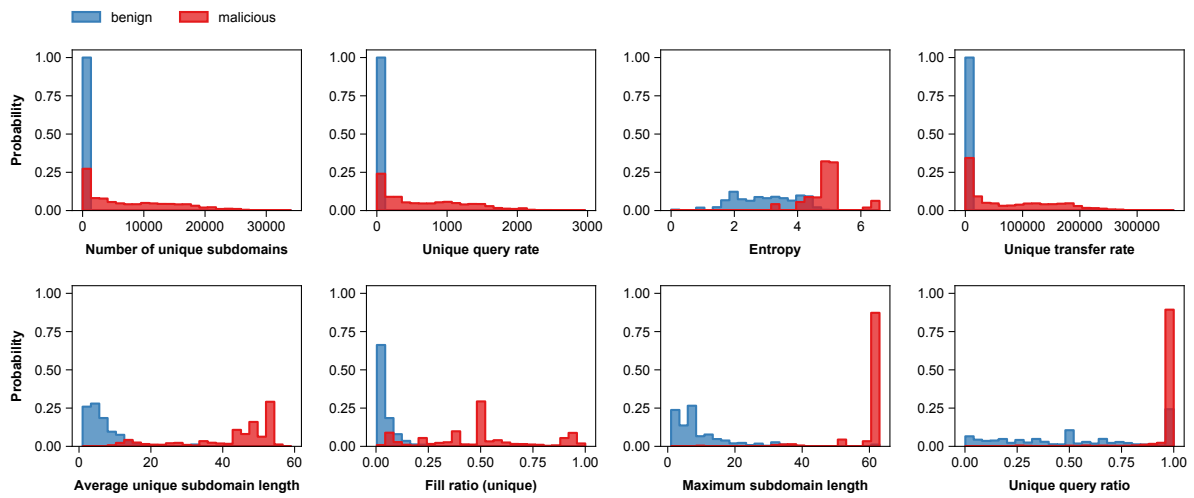 benign malicious
1.00 1.00 1.00 1.00
0.75 0.75 0.75 0.75
Probability
0.50 0.50 0.50 0.50
0.25 0.25 0.25 0.25
0.00 0.00 0.00 0.00
0 10000 20000 30000 0 1000 2000 3000 0 2 4 6 0 100000 200000 300000
Number of unique subdomains Unique query rate Entropy Unique transfer rate
1.00 1.00 1.00 1.00
0.75 0.75 0.75 0.75
Probability
0.50 0.50 0.50 0.50
0.25 0.25 0.25 0.25
0.00 0.00 0.00 0.00
0 20 40 60 0.00 0.25 0.50 0.75 1.00 0 20 40 60 0.00 0.25 0.50 0.75 1.00
Average unique subdomain length Fill ratio (unique) Maximum subdomain length Unique query ratio